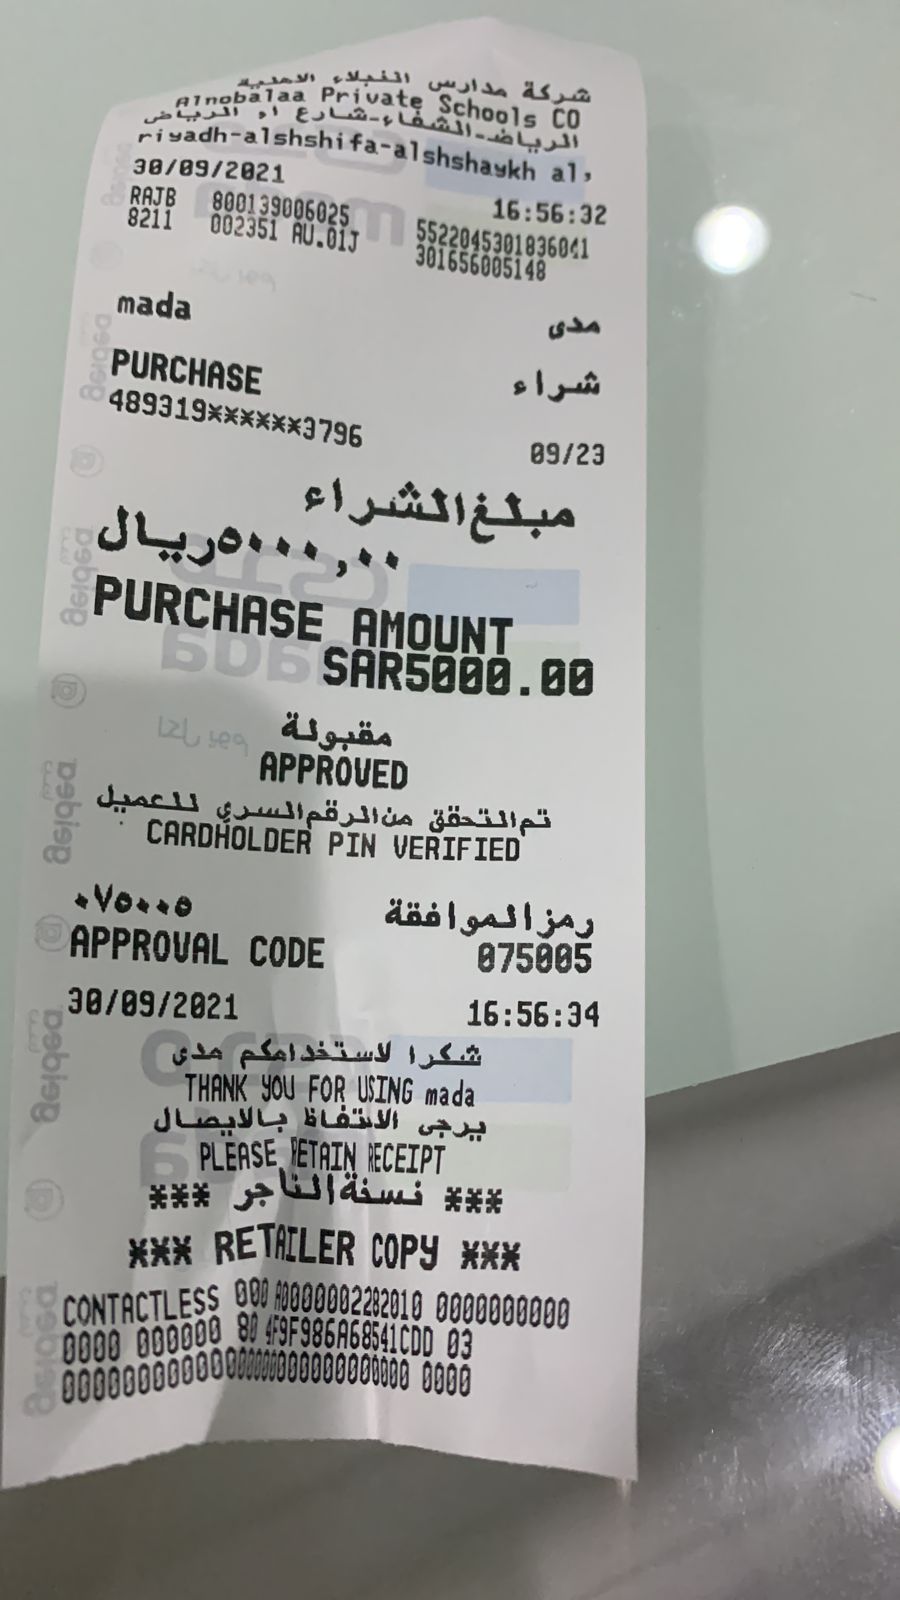 شركة مدارس النبلاء الاهلية
Alnobalaa Private Schools CO
الرياض-الشفاء-شارع ام الرياض
riyadh-alshshifa-alshshaykh al,
30/09/2021 16:56:32
RAJB 800139006025 5522045301836041
8211 002351 AU.01J 301656005148
mada مدى
PURCHASE شراء
489319******3796 09/23
مبلغ الشراء
٥٠٠٠,٠٠ ريال
PURCHASE AMOUNT
SAR5000.00
مقبولة
APPROVED
تم التحقق من الرقم السري للعميل
CARDHOLDER PIN VERIFIED
رمز الموافقة ٠٧٥٠٠٥
APPROVAL CODE 075005
30/09/2021 16:56:34
شكرا لاستخدامكم مدى
THANK YOU FOR USING mada
يرجى الاتفاظ بالايصال
PLEASE RETAIN RECEIPT
*** نسخة التاجر ***
*** RETAILER COPY ***
CONTACTLESS 000 A0000002282010 0000000000
0000 000000 80 4F9F986A68541CDD 03
0000